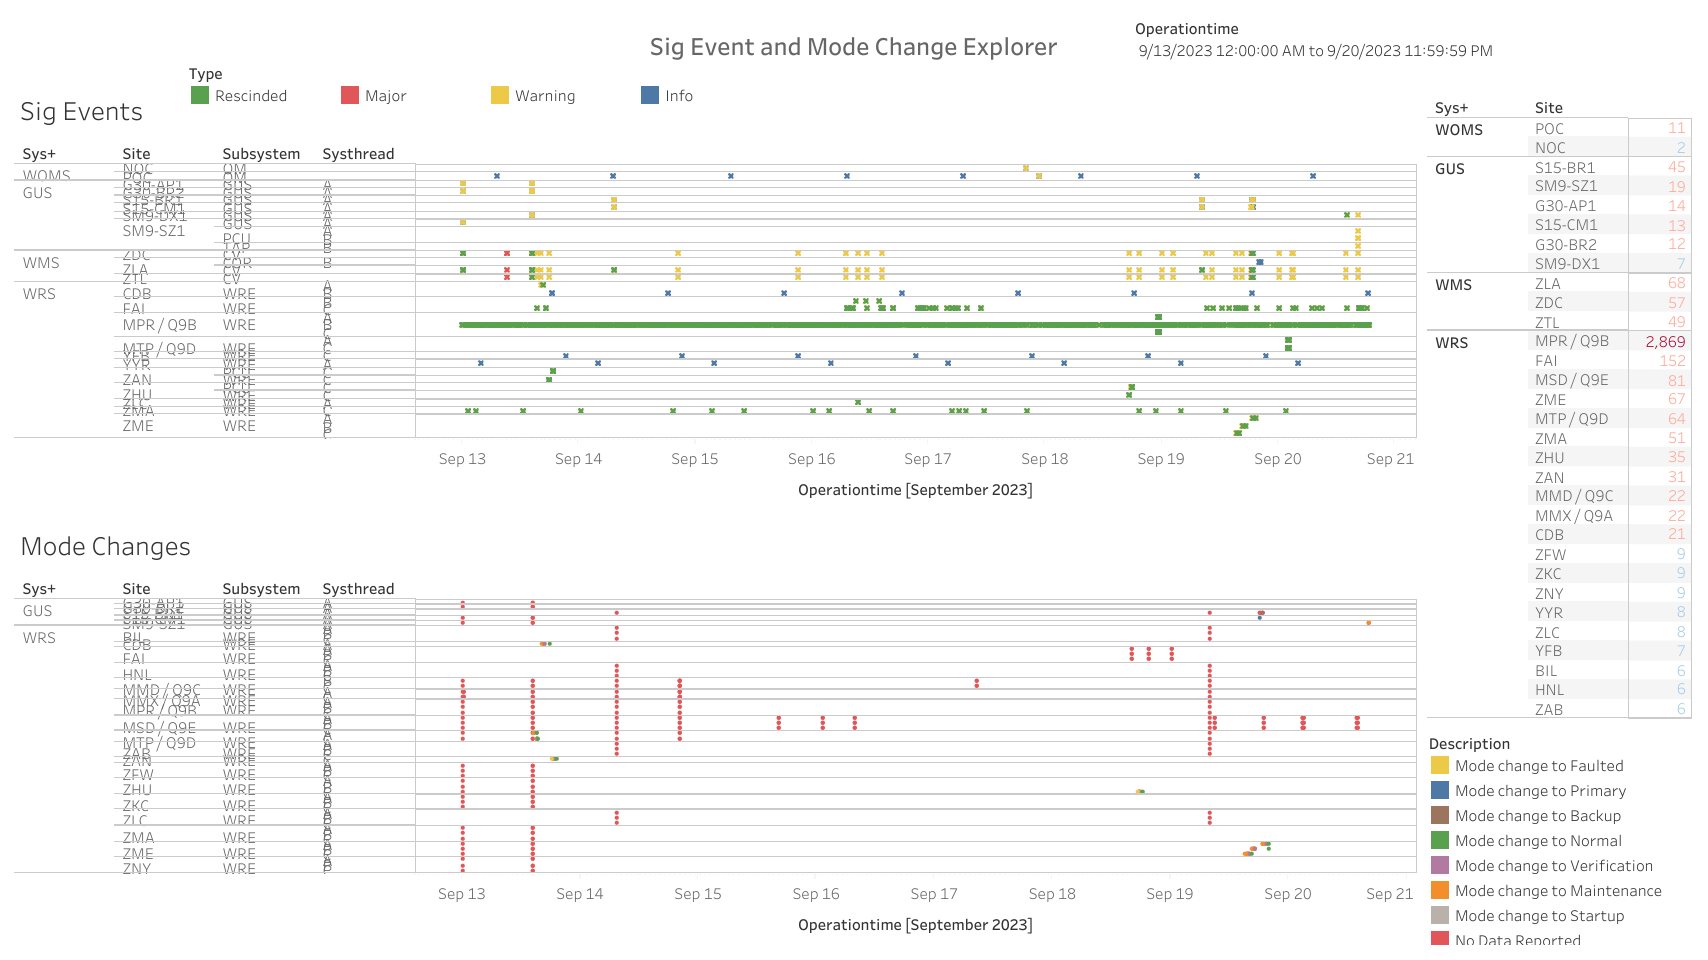 Sig Event and Mode Change Explorer
Operationtime
9/13/2023 12:00:00 AM to 9/20/2023 11:59:59 PM
Type
Rescinded
Major
Warning
Info
Sig Events
Sys+ Site Subsystem Systhread
WOMS NOC OM
POC OM
GUS G30-AP1 GUS A
G30-BR2 GUS A
S15-BR1 GUS A
S15-CM1 GUS A
SM9-DX1 GUS A
SM9-SZ1 GUS A
PCU B
WMS ZDC CV
COR B
ZLA CV
ZTL CV
WRS CDB WRE A B
FAI WRE B C
MPR / Q9B WRE A B C
MTP / Q9D WRE A C
YFB WRE C
YYR WRE A
ZAN WRE C
ZHU WRE C
ZLC WRE A
ZMA WRE C
ZME WRE A B C
Sep 13 Sep 14 Sep 15 Sep 16 Sep 17 Sep 18 Sep 19 Sep 20 Sep 21
Operationtime [September 2023]
Mode Changes
Sys+ Site Subsystem Systhread
GUS G30-AP1 GUS A
SM9-SZ1 GUS A
WRS BIL WRE
CDB WRE
FAI WRE
HNL WRE
MMD / Q9C WRE
MMX / Q9A WRE
MPR / Q9B WRE
MSD / Q9E WRE
MTP / Q9D WRE
ZAB WRE
ZAN WRE
ZFW WRE
ZHU WRE
ZKC WRE
ZLC WRE
ZMA WRE
ZME WRE
ZNY WRE
Sep 13 Sep 14 Sep 15 Sep 16 Sep 17 Sep 18 Sep 19 Sep 20 Sep 21
Operationtime [September 2023]
Sys+ Site
WOMS POC 11
NOC 2
GUS S15-BR1 45
SM9-SZ1 19
G30-AP1 14
S15-CM1 13
G30-BR2 12
SM9-DX1 7
WMS ZLA 68
ZDC 57
ZTL 49
WRS MPR / Q9B 2,869
FAI 152
MSD / Q9E 81
ZME 67
MTP / Q9D 64
ZMA 51
ZHU 35
ZAN 31
MMD / Q9C 22
MMX / Q9A 22
CDB 21
ZFW 9
ZKC 9
ZNY 9
YYR 8
ZLC 8
YFB 7
BIL 6
HNL 6
ZAB 6
Description
Mode change to Faulted
Mode change to Primary
Mode change to Backup
Mode change to Normal
Mode change to Verification
Mode change to Maintenance
Mode change to Startup
No Data Reported